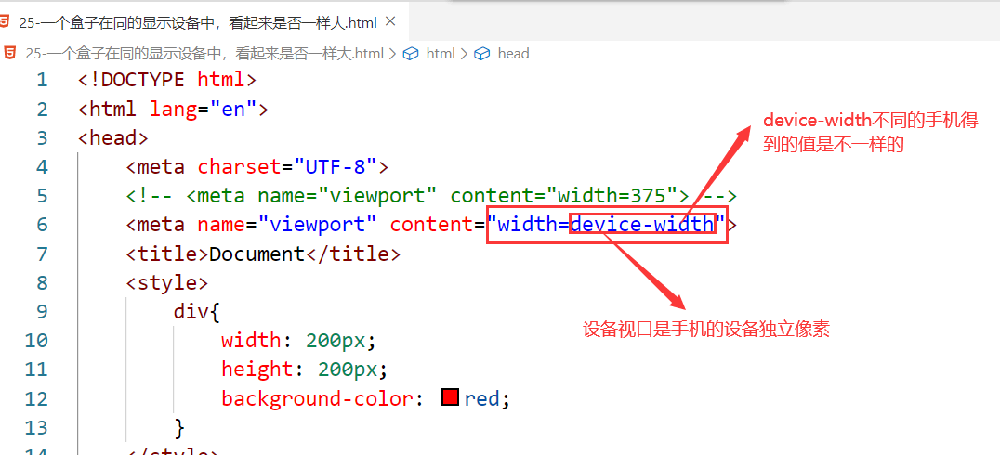 25-一个盒子在同的显示设备中，看起来是否一样大.html ×
25-一个盒子在同的显示设备中，看起来是否一样大.html > html > head
1 <!DOCTYPE html>
2 <html lang="en">
3 <head>
4 <meta charset="UTF-8">
5 <!-- <meta name="viewport" content="width=375"> -->
6 <meta name="viewport" content="width=device-width">
7 <title>Document</title>
8 <style>
9 div{
10 width: 200px;
11 height: 200px;
12 background-color: red;
13 }
14 </style>
device-width不同的手机得
到的值是不一样的
设备视口是手机的设备独立像素